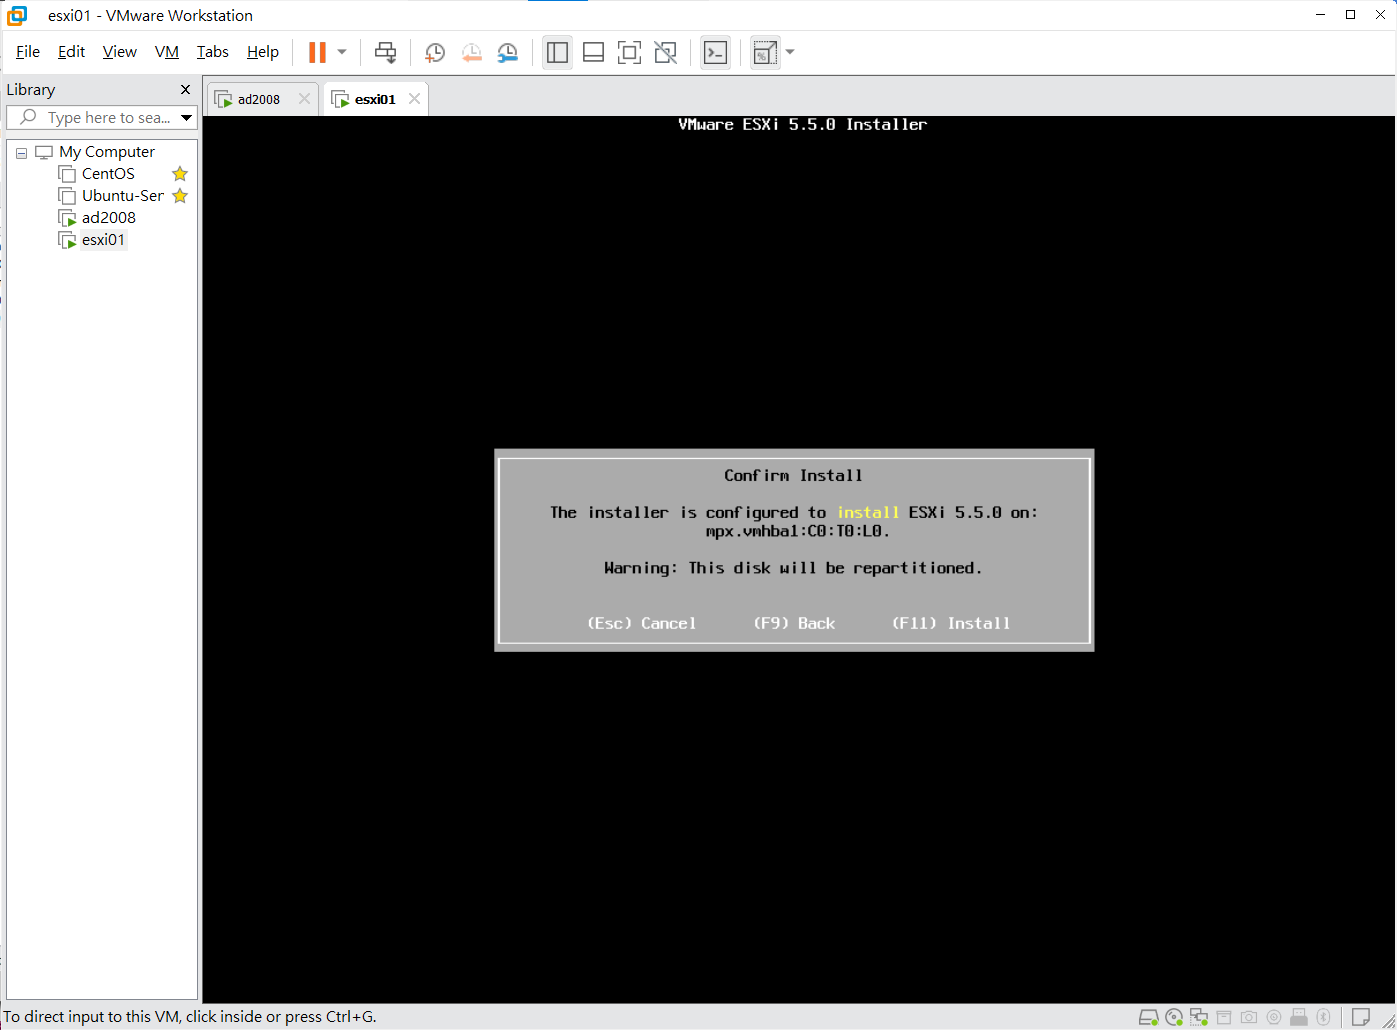 esxi01 - VMware Workstation
File Edit View VM Tabs Help
Library
ad2008
esxi01
Type here to sea...
VMware ESXi 5.5.0 Installer
My Computer
CentOS
Ubuntu-Ser
ad2008
esxi01
Confirm Install
The installer is configured to install ESXi 5.5.0 on:
mpx.vmhba1:C0:T0:L0.
Warning: This disk will be repartitioned.
(Esc) Cancel (F9) Back (F11) Install
To direct input to this VM, click inside or press Ctrl+G.